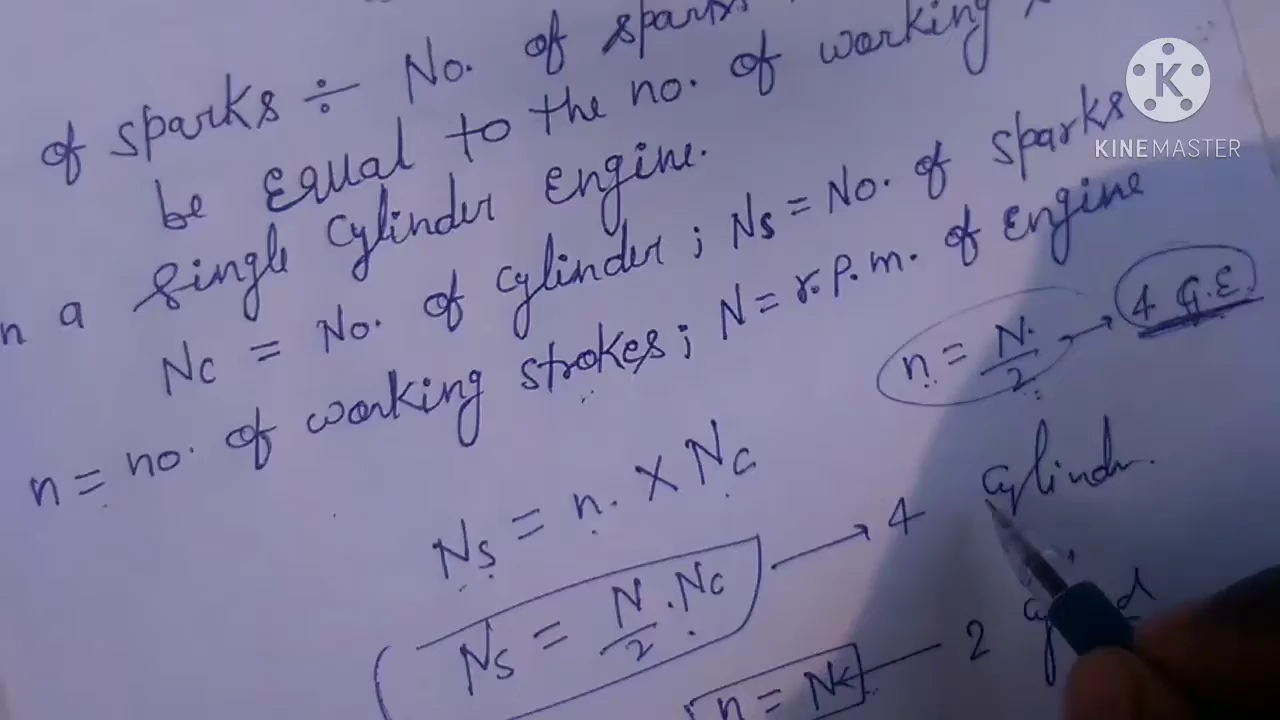 of sparks ÷ No. of sparks
be Equal to the no. of working
n a single cylinder Engine.
Nc = No. of cylinder ; Ns = No. of sparks
n = no. of working strokes ; N = r.p.m. of Engine
n = N/2 → 4 G.E.
Ns = n. × Nc
Ns = N/2 . Nc → 4 cylindr.
n = N ← 2
KINEMASTER